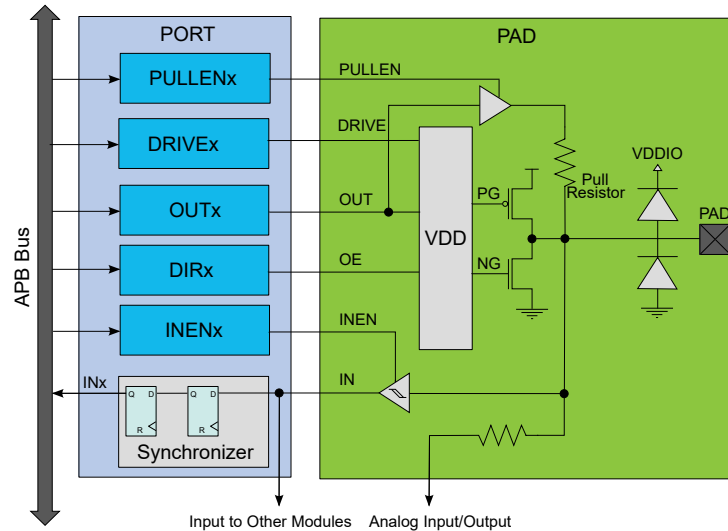 PORT
PAD
PULLENx
PULLEN
DRIVEx
DRIVE
VDDIO
Pull
Resistor
OUTx
OUT
PG
PAD
VDD
DIRx
OE
NG
APB Bus
INENx
INEN
INx
IN
Q D
Q D
R
R
Synchronizer
Input to Other Modules
Analog Input/Output